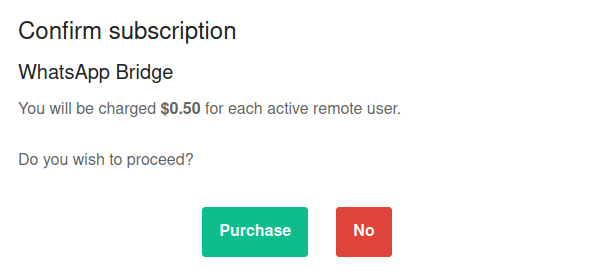 Confirm subscription
WhatsApp Bridge
You will be charged $0.50 for each active remote user.
Do you wish to proceed?
Purchase No